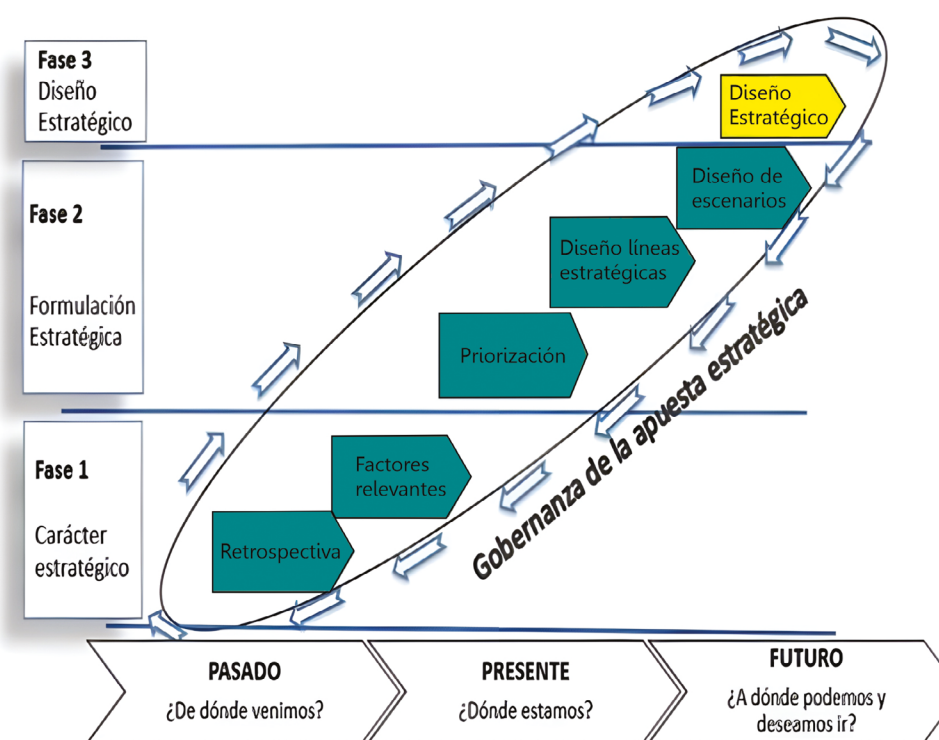 Fase 3
Diseño
Estratégico
Diseño
Estratégico
Fase 2
Formulación
Estratégica
Diseño de
escenarios
Diseño líneas
estratégicas
Priorización
Gobernanza de la apuesta estratégica
Fase 1
Carácter
estratégico
Factores
relevantes
Retrospectiva
PASADO
¿De dónde venimos?
PRESENTE
¿Dónde estamos?
FUTURO
¿A dónde podemos y
deseamos ir?